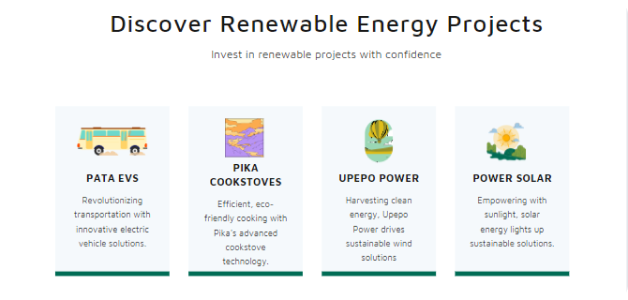 Discover Renewable Energy Projects
Invest in renewable projects with confidence
PATA EVS
Revolutionizing
transportation with
innovative electric
vehicle solutions.
PIKA
COOKSTOVES
Efficient, eco-
friendly cooking with
Pika's advanced
cookstove
technology.
UPEPO POWER
Harvesting clean
energy, Upepo
Power drives
sustainable wind
solutions
POWER SOLAR
Empowering with
sunlight, solar
energy lights up
sustainable solutions.